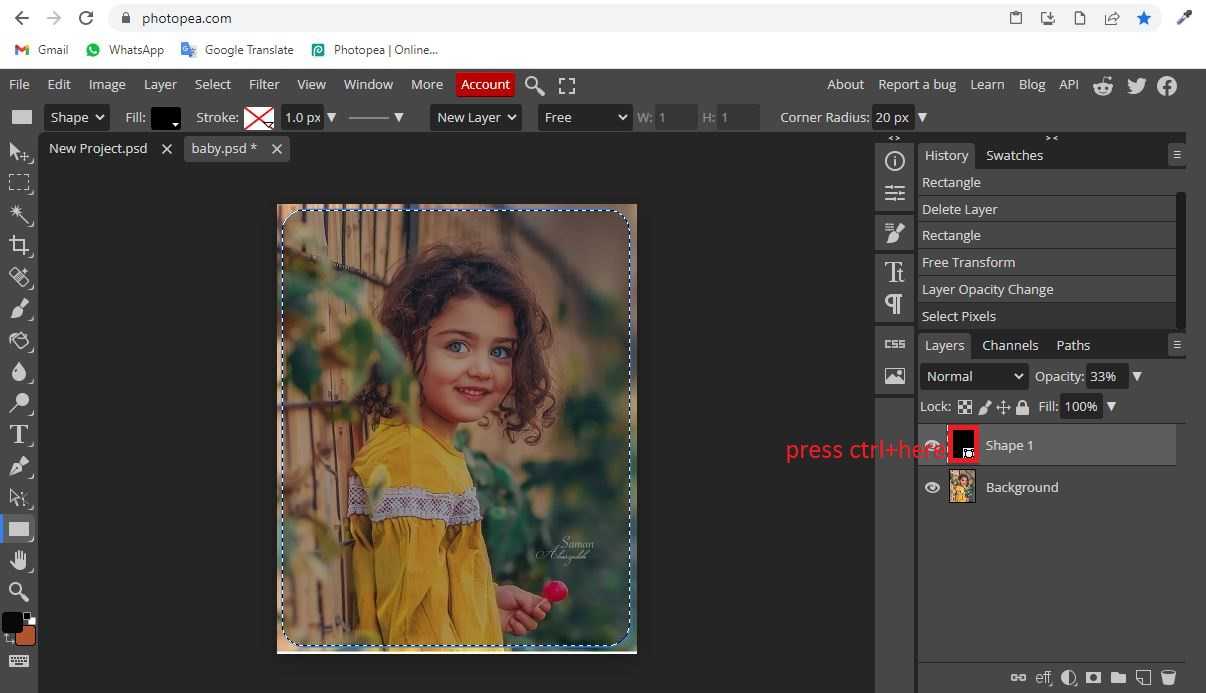 photopea.com
Gmail WhatsApp Google Translate Photopea | Online...
File Edit Image Layer Select Filter View Window More Account About Report a bug Learn Blog API
Shape Fill: Stroke: 1.0 px New Layer Free W: 1 H: 1 Corner Radius: 20 px
New Project.psd baby.psd *
< > > <
History Swatches
Rectangle
Delete Layer
Rectangle
Free Transform
Layer Opacity Change
Select Pixels
CSS
Layers Channels Paths
Normal Opacity: 33%
Lock: Fill: 100%
press ctrl+here
Shape 1
Background
Saman
eff